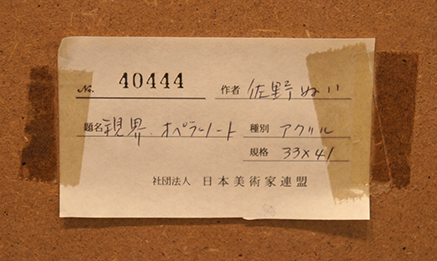 No. 40444 作者 佐野ぬい
題名 視界、オペラノート 種別 アクリル
規格 33×41
社団法人 日本美術家連盟